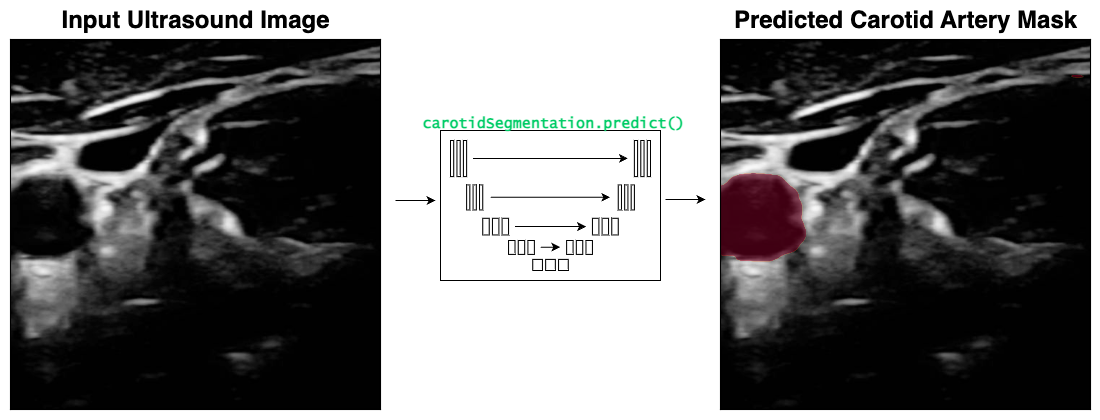 Input Ultrasound Image
Predicted Carotid Artery Mask
carotidSegmentation.predict()